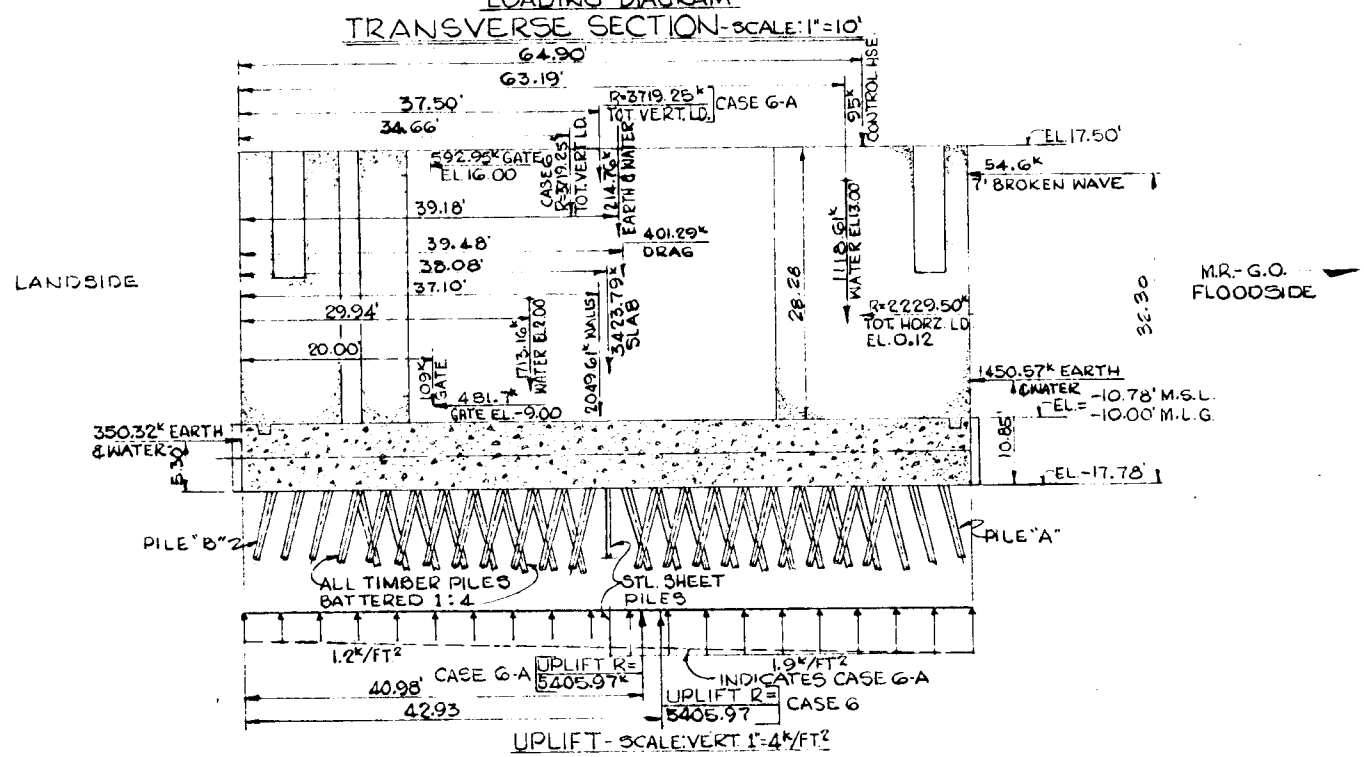 LOADING DIAGRAM
TRANSVERSE SECTION-SCALE:1"=10'
64.90'
63.19'
37.50'
34.66'
R=3719.25ᴷ
TOT. VERT. LD.
CASE 6-A
95ᴷ
CONTROL HSE.
592.95ᴷ GATE
EL.16.00
CASE 6
R=3719.25ᴷ
TOT. VERT. LD.
214.76ᴷ
EARTH & WATER
EL.17.50'
54.6ᴷ
7' BROKEN WAVE
39.18'
39.48'
38.08'
37.10'
401.29ᴷ
DRAG
1118.61ᴷ
WATER EL.13.00'
28.28
32.30
LANDSIDE
M.R.-G.O.
FLOODSIDE
29.94'
20.00'
109ᴷ
GATE
713.16ᴷ
WATER EL.2.00
2049.61ᴷ WALLS
3423.79ᴷ
SLAB
R=2229.50ᴷ
TOT. HORZ. LD
EL.0.12
481.7ᴷ
GATE EL.-9.00
1450.57ᴷ EARTH
& WATER
EL.= -10.78' M.S.L.
-10.00' M.L.G.
10.85'
350.32ᴷ EARTH
& WATER
5.30
EL.-17.78'
PILE "B"
PILE "A"
ALL TIMBER PILES
BATTERED 1:4
STL. SHEET
PILES
1.2ᴷ/FT²
1.9ᴷ/FT²
INDICATES CASE 6-A
CASE 6-A
UPLIFT R=
5405.97ᴷ
40.98'
UPLIFT R=
5405.97
CASE 6
42.93
UPLIFT- SCALE:VERT 1"=4ᴷ/FT²